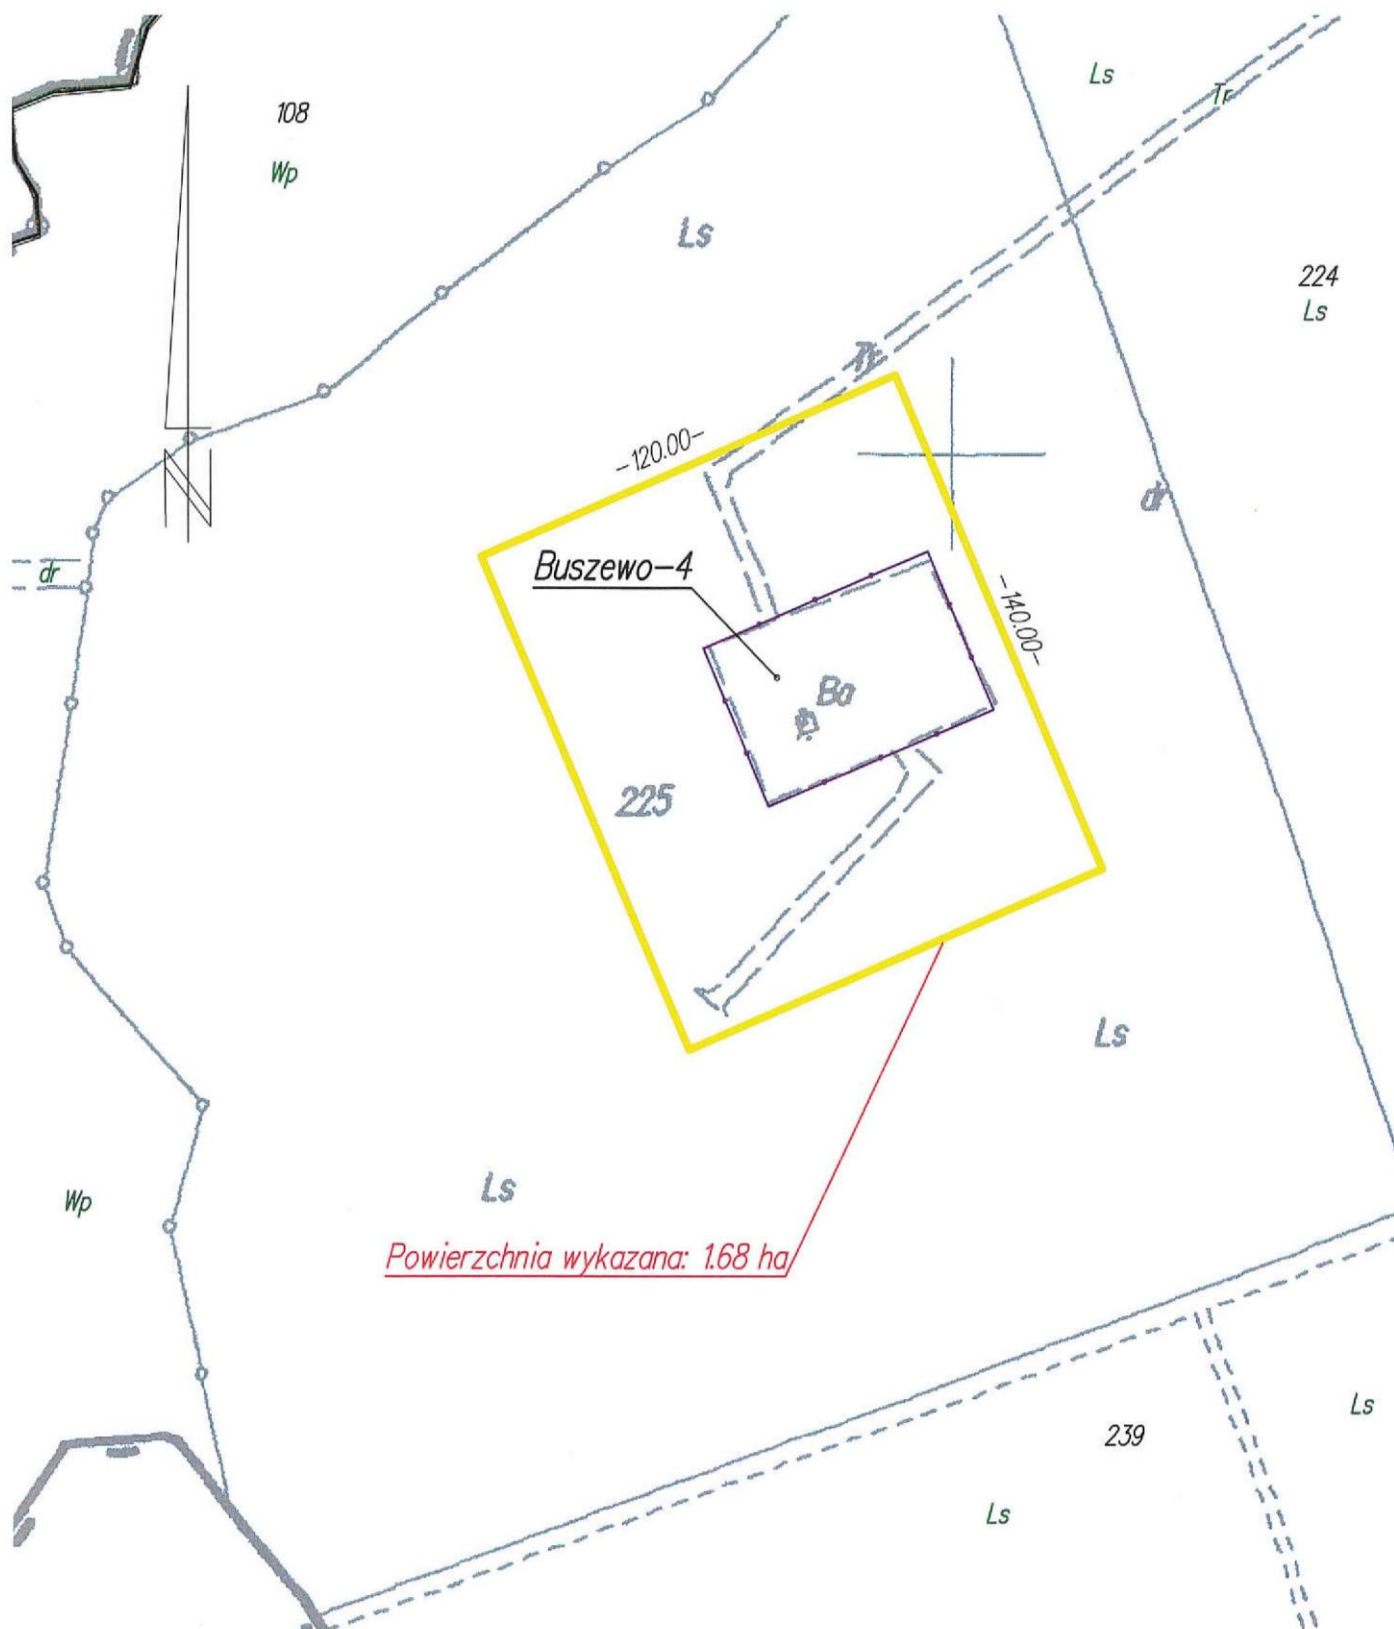 Ls
Tr
108
Wp
Ls
224
Ls
Tr
-120.00-
N
dr
dr
Buszewo-4
-140.00-
Ba
225
Ls
Ls
Wp
Powierzchnia wykazana: 1.68 ha
239
Ls
Ls